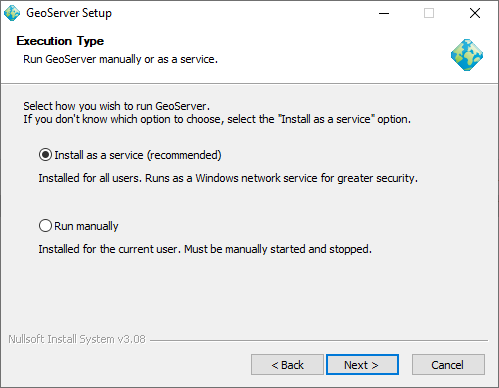 GeoServer Setup
Execution Type
Run GeoServer manually or as a service.
Select how you wish to run GeoServer.
If you don't know which option to choose, select the "Install as a service" option.
Install as a service (recommended)
Installed for all users. Runs as a Windows network service for greater security.
Run manually
Installed for the current user. Must be manually started and stopped.
Nullsoft Install System v3.08
< Back Next > Cancel